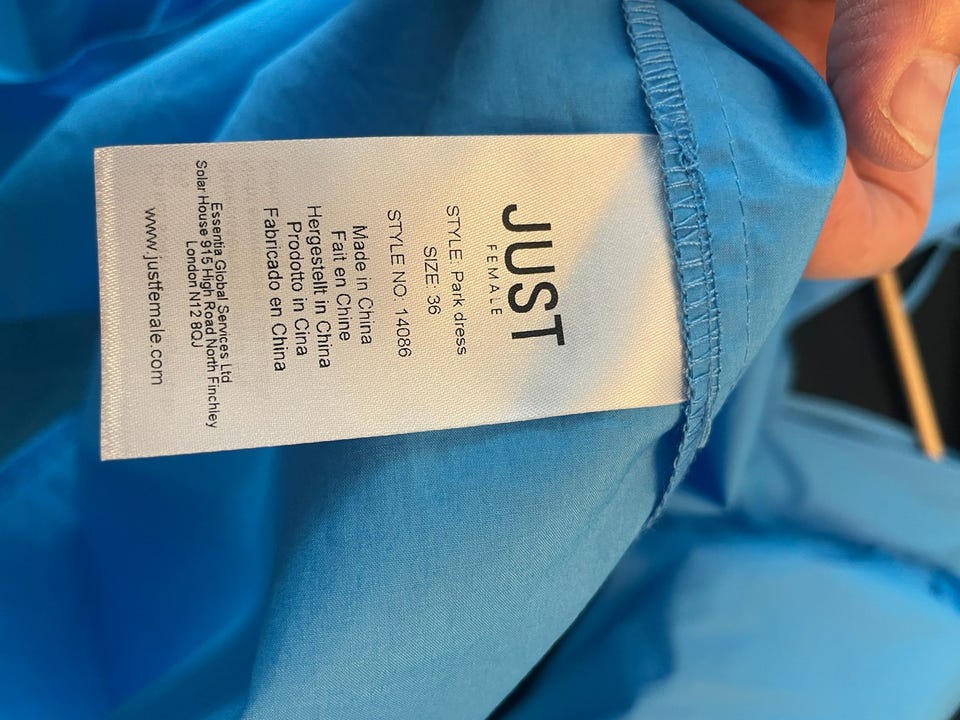 JUST
FEMALE
STYLE: Park dress
SIZE: 36
STYLE NO: 14086
Made in China
Fait en Chine
Hergestellt in China
Prodotto in Cina
Fabricado en China
Essentia Global Services Ltd
Solar House 915 High Road North Finchley
London N12 8QJ
www.justfemale.com